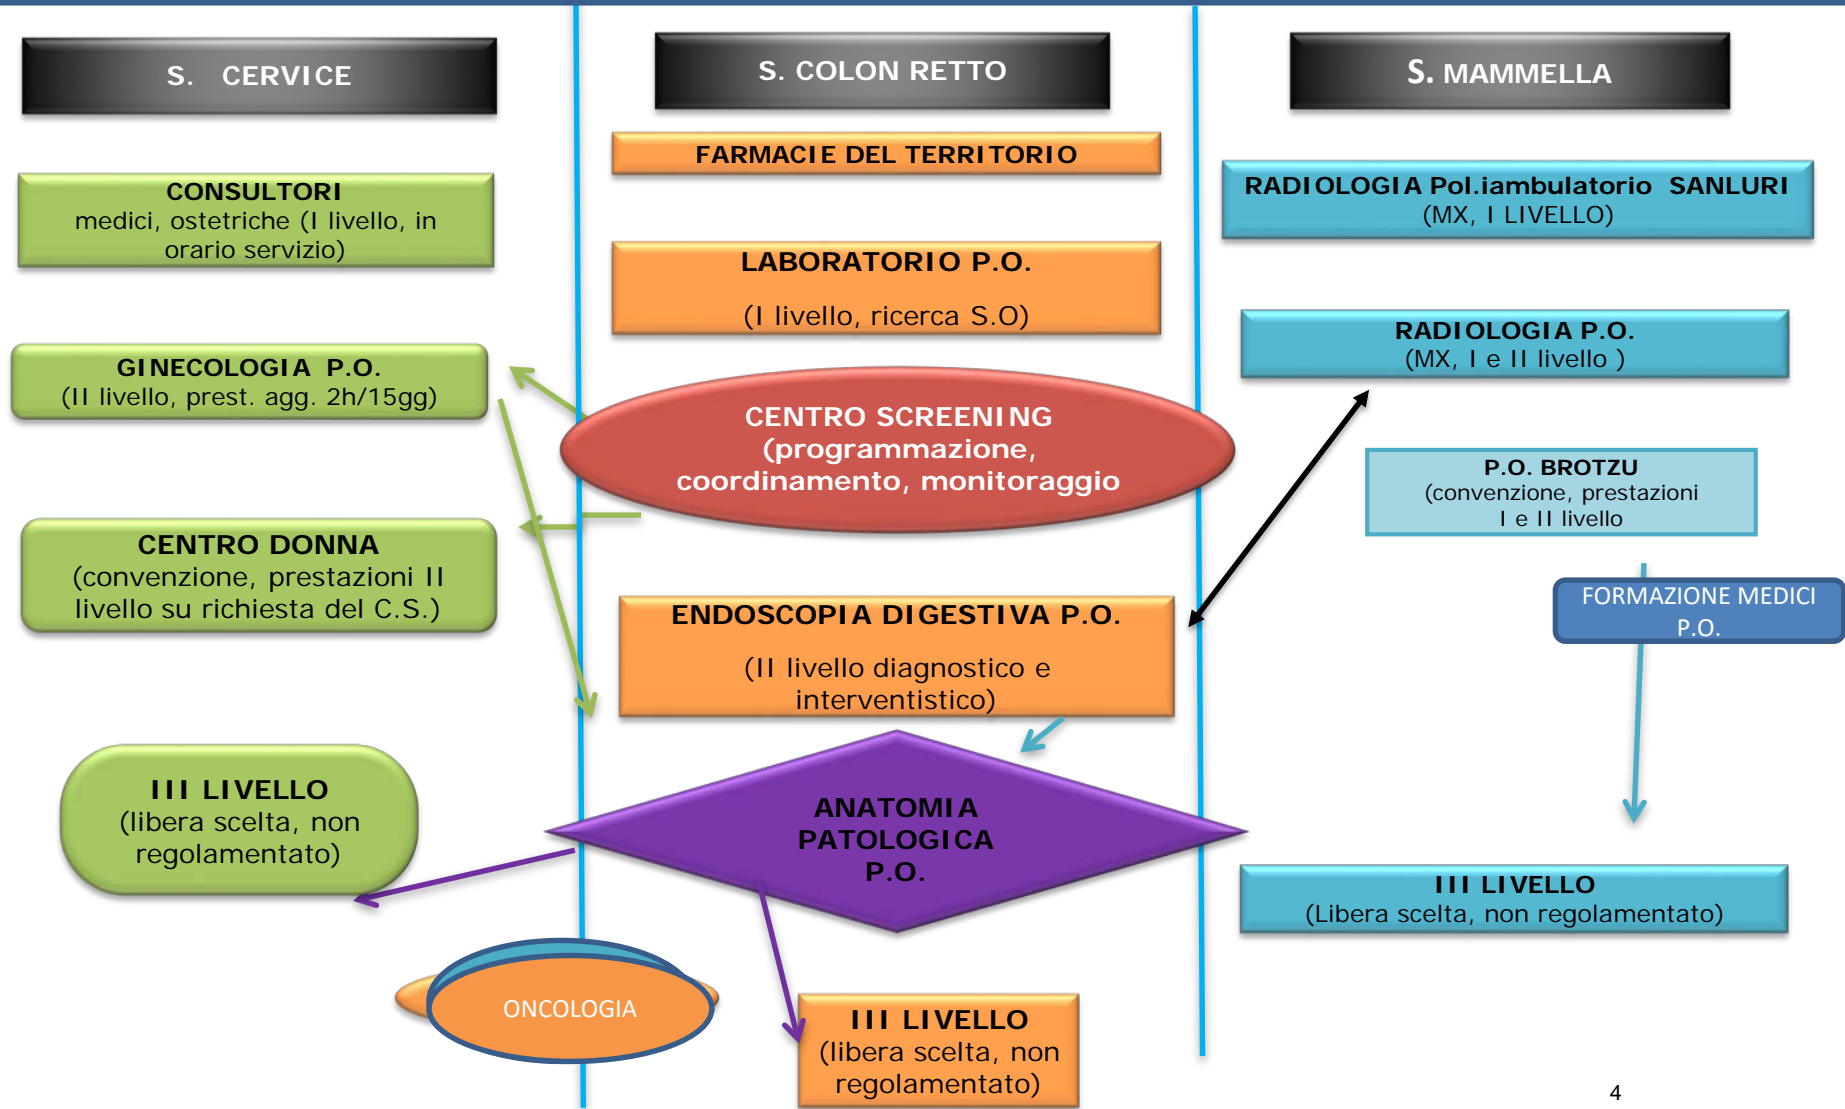 S. CERVICE
CONSULTORI
medici, ostetriche (I livello, in
orario servizio)
GINECOLOGIA P.O.
(II livello, prest. agg. 2h/15gg)
CENTRO DONNA
(convenzione, prestazioni II
livello su richiesta del C.S.)
III LIVELLO
(libera scelta, non
regolamentato)
S. COLON RETTO
FARMACIE DEL TERRITORIO
LABORATORIO P.O.
(I livello, ricerca S.O)
CENTRO SCREENING
(programmazione,
coordinamento, monitoraggio
ENDOSCOPIA DIGESTIVA P.O.
(II livello diagnostico e
interventistico)
ANATOMIA
PATOLOGICA
P.O.
ONCOLOGIA
III LIVELLO
(libera scelta, non
regolamentato)
S. MAMMELLA
RADIOLOGIA Pol.iambulatorio SANLURI
(MX, I LIVELLO)
RADIOLOGIA P.O.
(MX, I e II livello )
P.O. BROTZU
(convenzione, prestazioni
I e II livello
FORMAZIONE MEDICI
P.O.
III LIVELLO
(Libera scelta, non regolamentato)
4